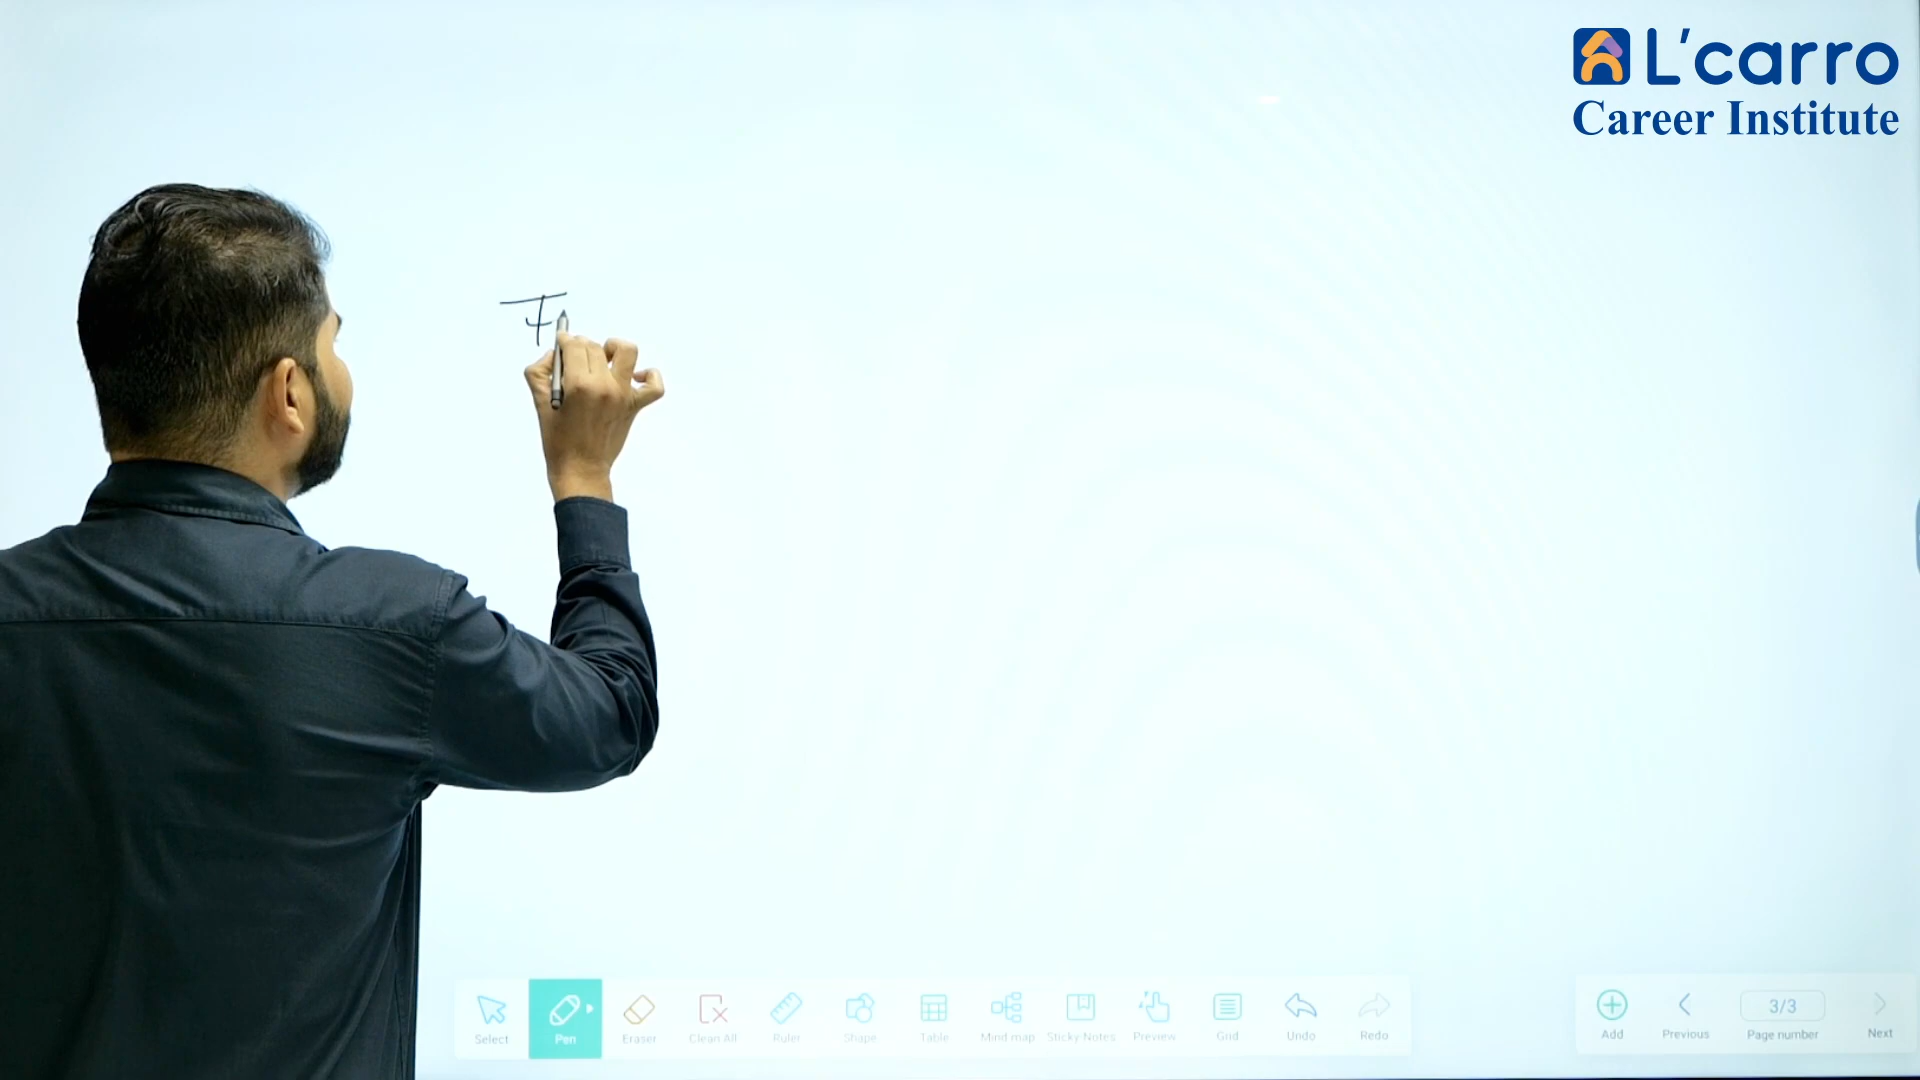 L'carro
Career Institute
F
Select
Pen
Eraser
Clean All
Ruler
Shape
Table
Mind map
Sticky Notes
Preview
Grid
Undo
Redo
Add
Previous
3/3
Page number
Next